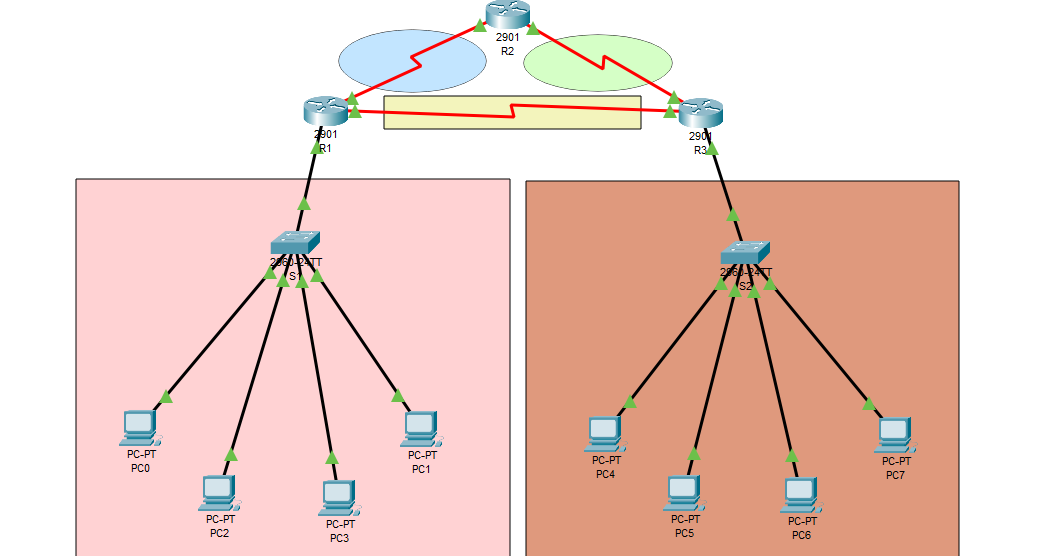 2901
R2
2901
R1
2901
R3
2960-24TT
S1
2960-24TT
S2
PC-PT
PC0
PC-PT
PC1
PC-PT
PC2
PC-PT
PC3
PC-PT
PC4
PC-PT
PC7
PC-PT
PC5
PC-PT
PC6